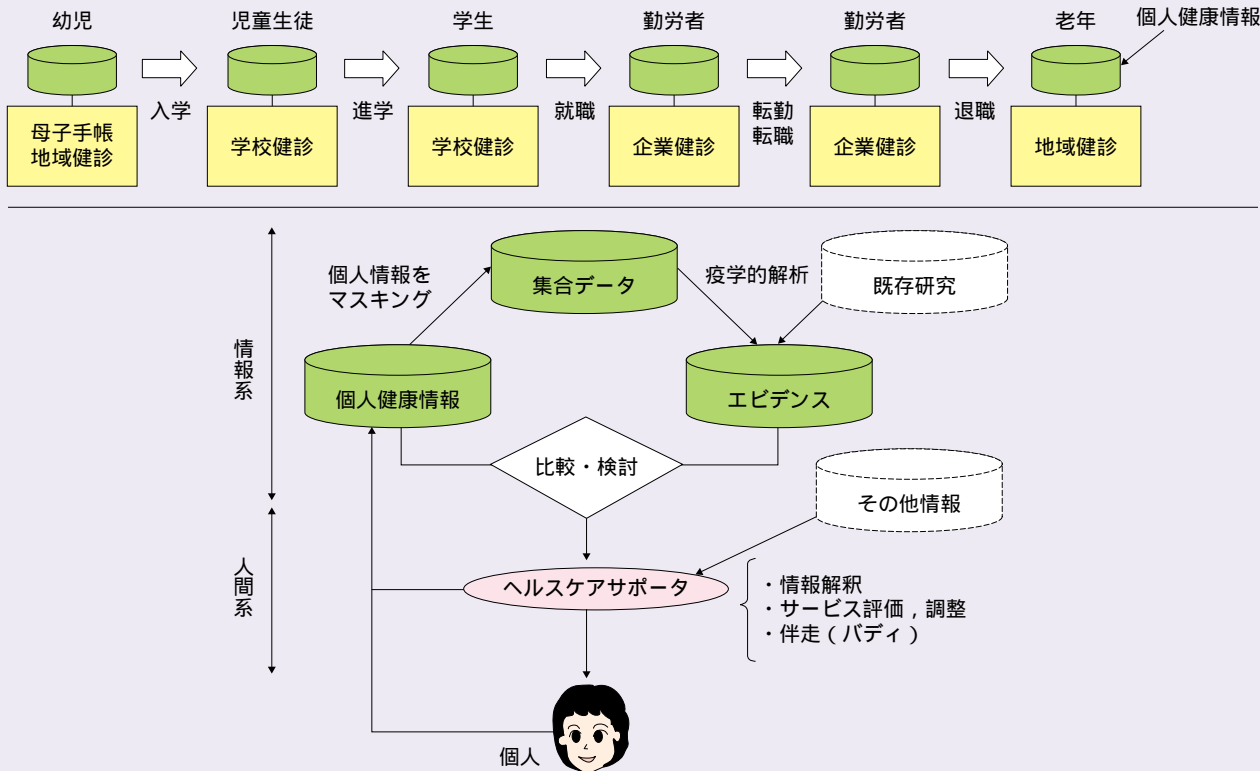 幼児
児童生徒
学生
勤労者
勤労者
老年
個人健康情報
入学
進学
就職
転勤
転職
退職
母子手帳
地域健診
学校健診
学校健診
企業健診
企業健診
地域健診
情報系
個人情報を
マスキング
集合データ
疫学的解析
既存研究
個人健康情報
エビデンス
比較・検討
その他情報
人間系
ヘルスケアサポータ
・情報解釈
・サービス評価，調整
・伴走（バディ）
個人